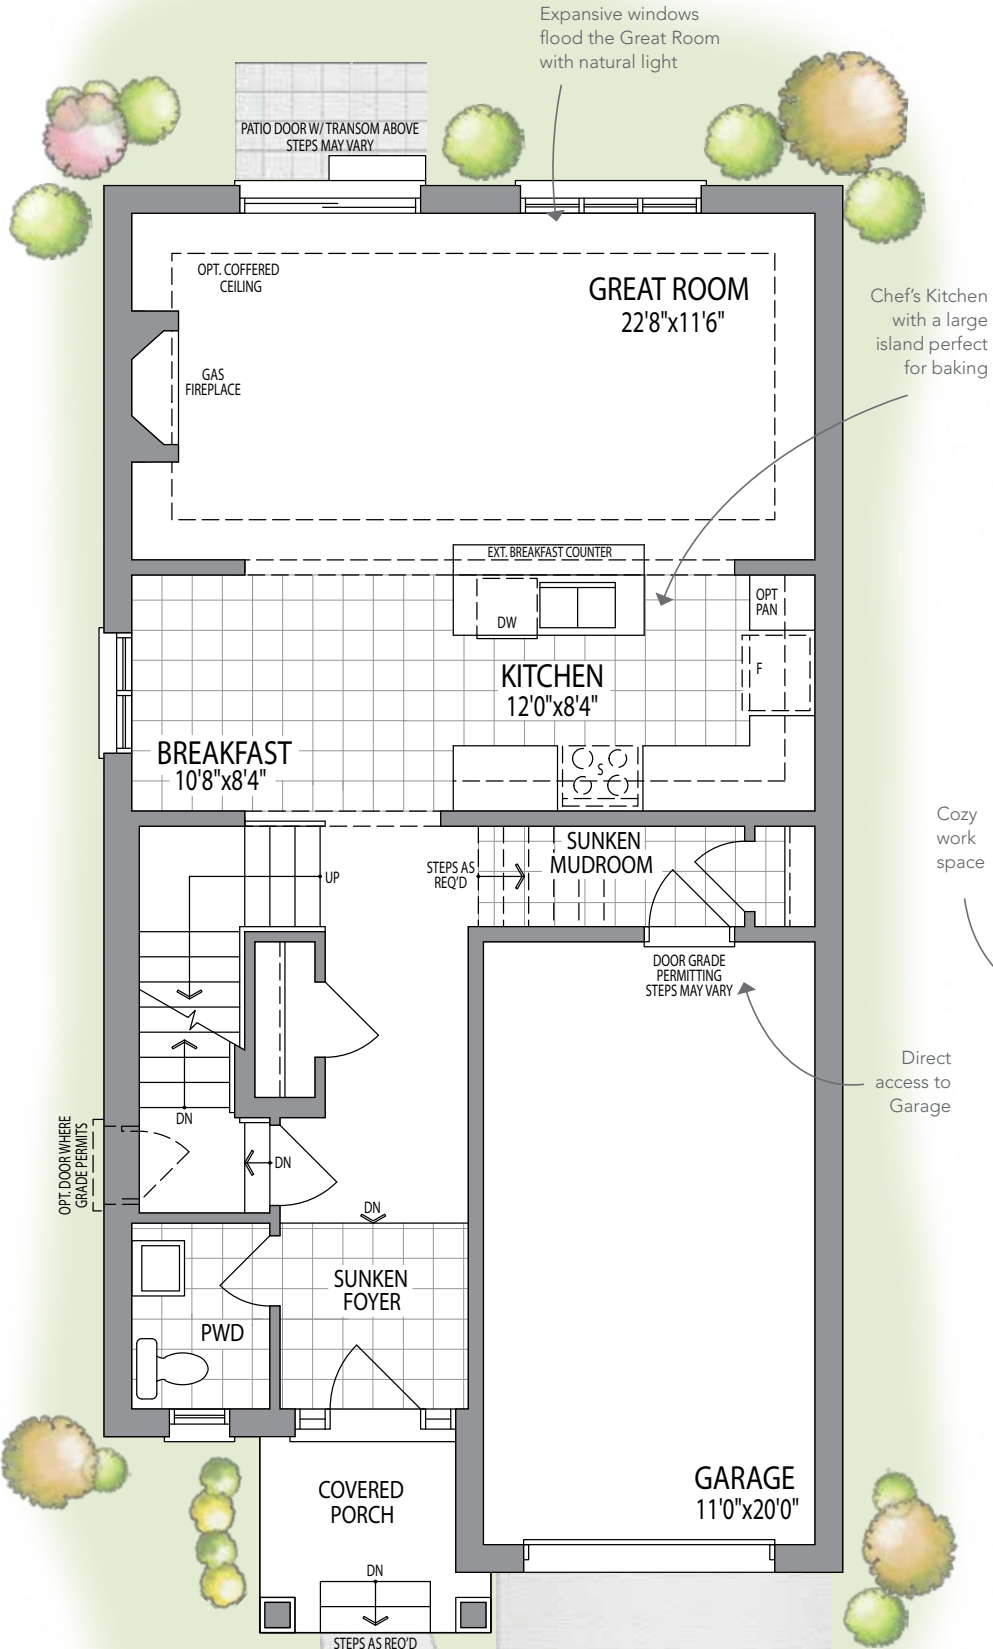 Expansive windows
flood the Great Room
with natural light
PATIO DOOR W/ TRANSOM ABOVE
STEPS MAY VARY
OPT. COFFERED
CEILING
GREAT ROOM
22'8"x11'6"
Chef's Kitchen
with a large
island perfect
for baking
GAS
FIREPLACE
EXT. BREAKFAST COUNTER
OPT
PAN
DW
F
KITCHEN
12'0"x8'4"
BREAKFAST
10'8"x8'4"
S
Cozy
work
space
SUNKEN
MUDROOM
STEPS AS
REQ'D
UP
DOOR GRADE
PERMITTING
STEPS MAY VARY
Direct
access to
Garage
DN
OPT. DOOR WHERE
GRADE PERMITS
DN
DN
SUNKEN
FOYER
PWD
GARAGE
11'0"x20'0"
COVERED
PORCH
DN
STEPS AS REQ'D